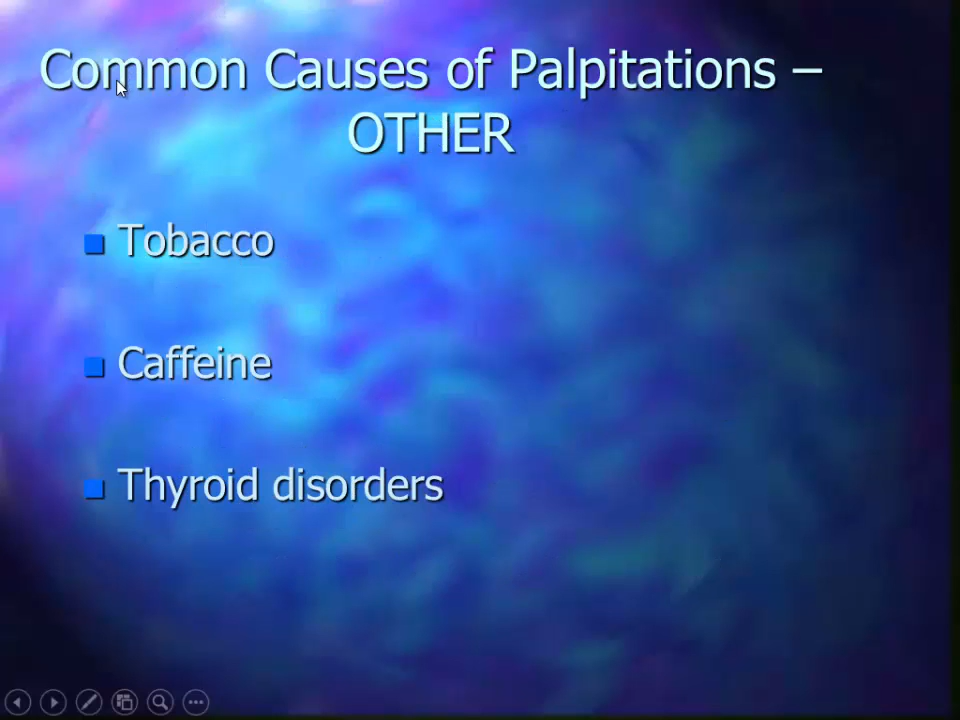 Common Causes of Palpitations –
OTHER
Tobacco
Caffeine
Thyroid disorders